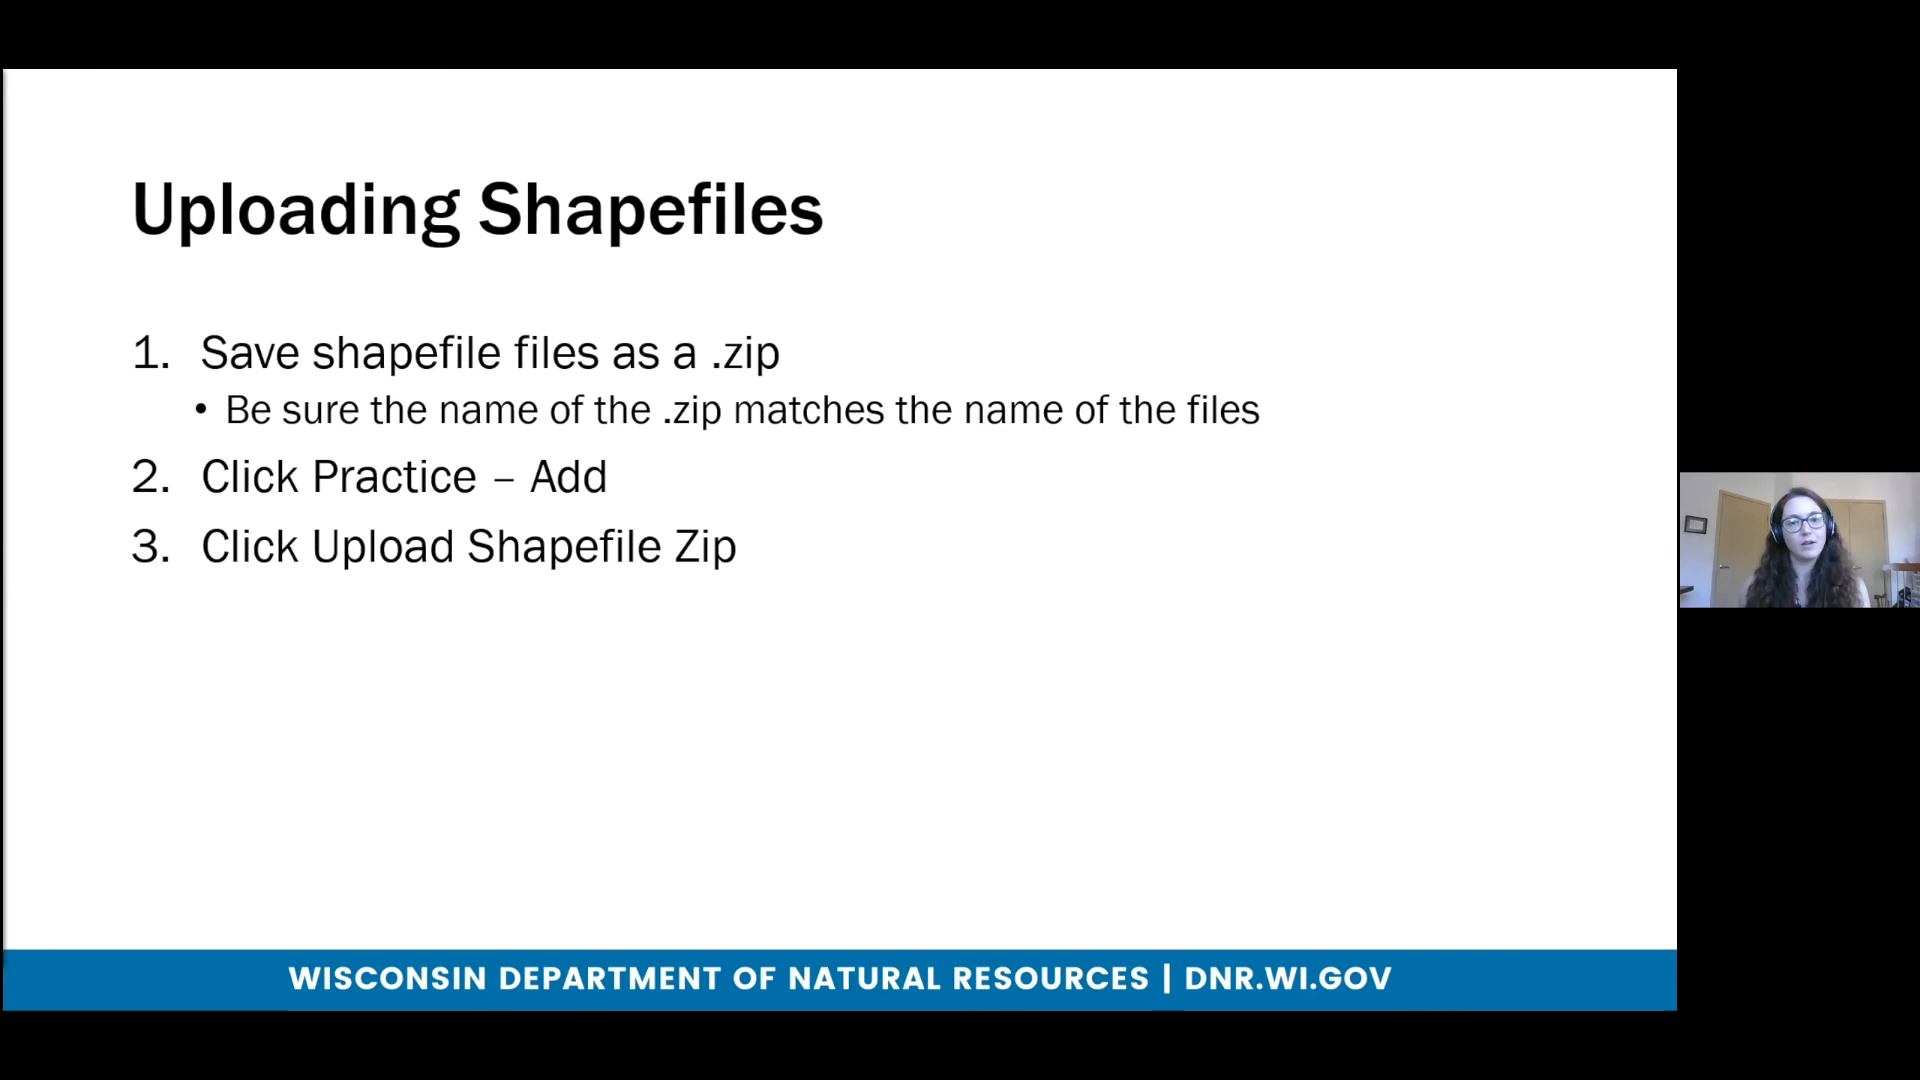 Uploading Shapefiles
1. Save shapefile files as a .zip
• Be sure the name of the .zip matches the name of the files
2. Click Practice – Add
3. Click Upload Shapefile Zip
WISCONSIN DEPARTMENT OF NATURAL RESOURCES | DNR.WI.GOV